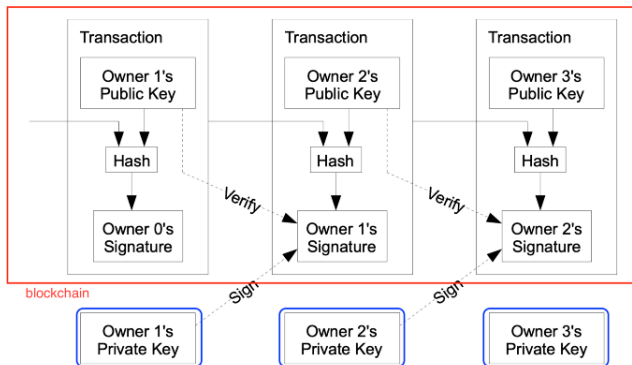 Transaction
Owner 1's
Public Key
Hash
Owner 0's
Signature
Transaction
Owner 2's
Public Key
Hash
Verify
Owner 1's
Signature
Transaction
Owner 3's
Public Key
Hash
Verify
Owner 2's
Signature
blockchain
Sign
Sign
Owner 1's
Private Key
Owner 2's
Private Key
Owner 3's
Private Key